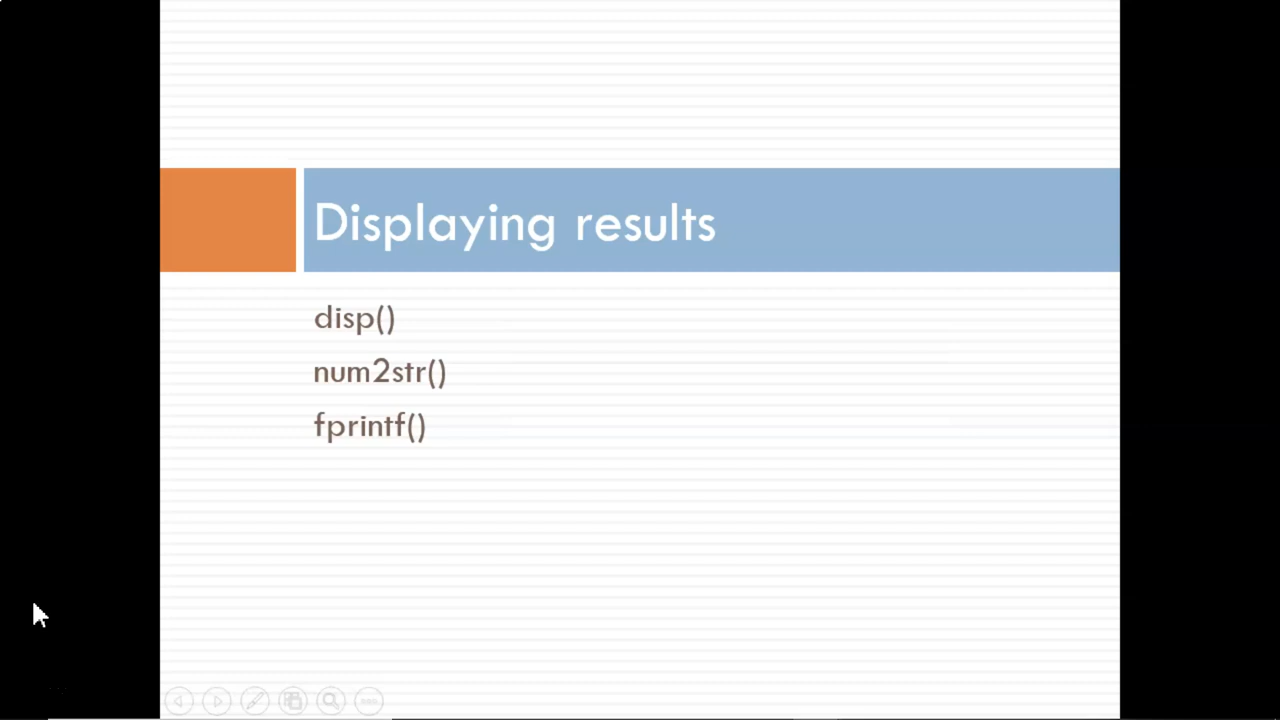 Displaying results
disp()
num2str()
fprintf()